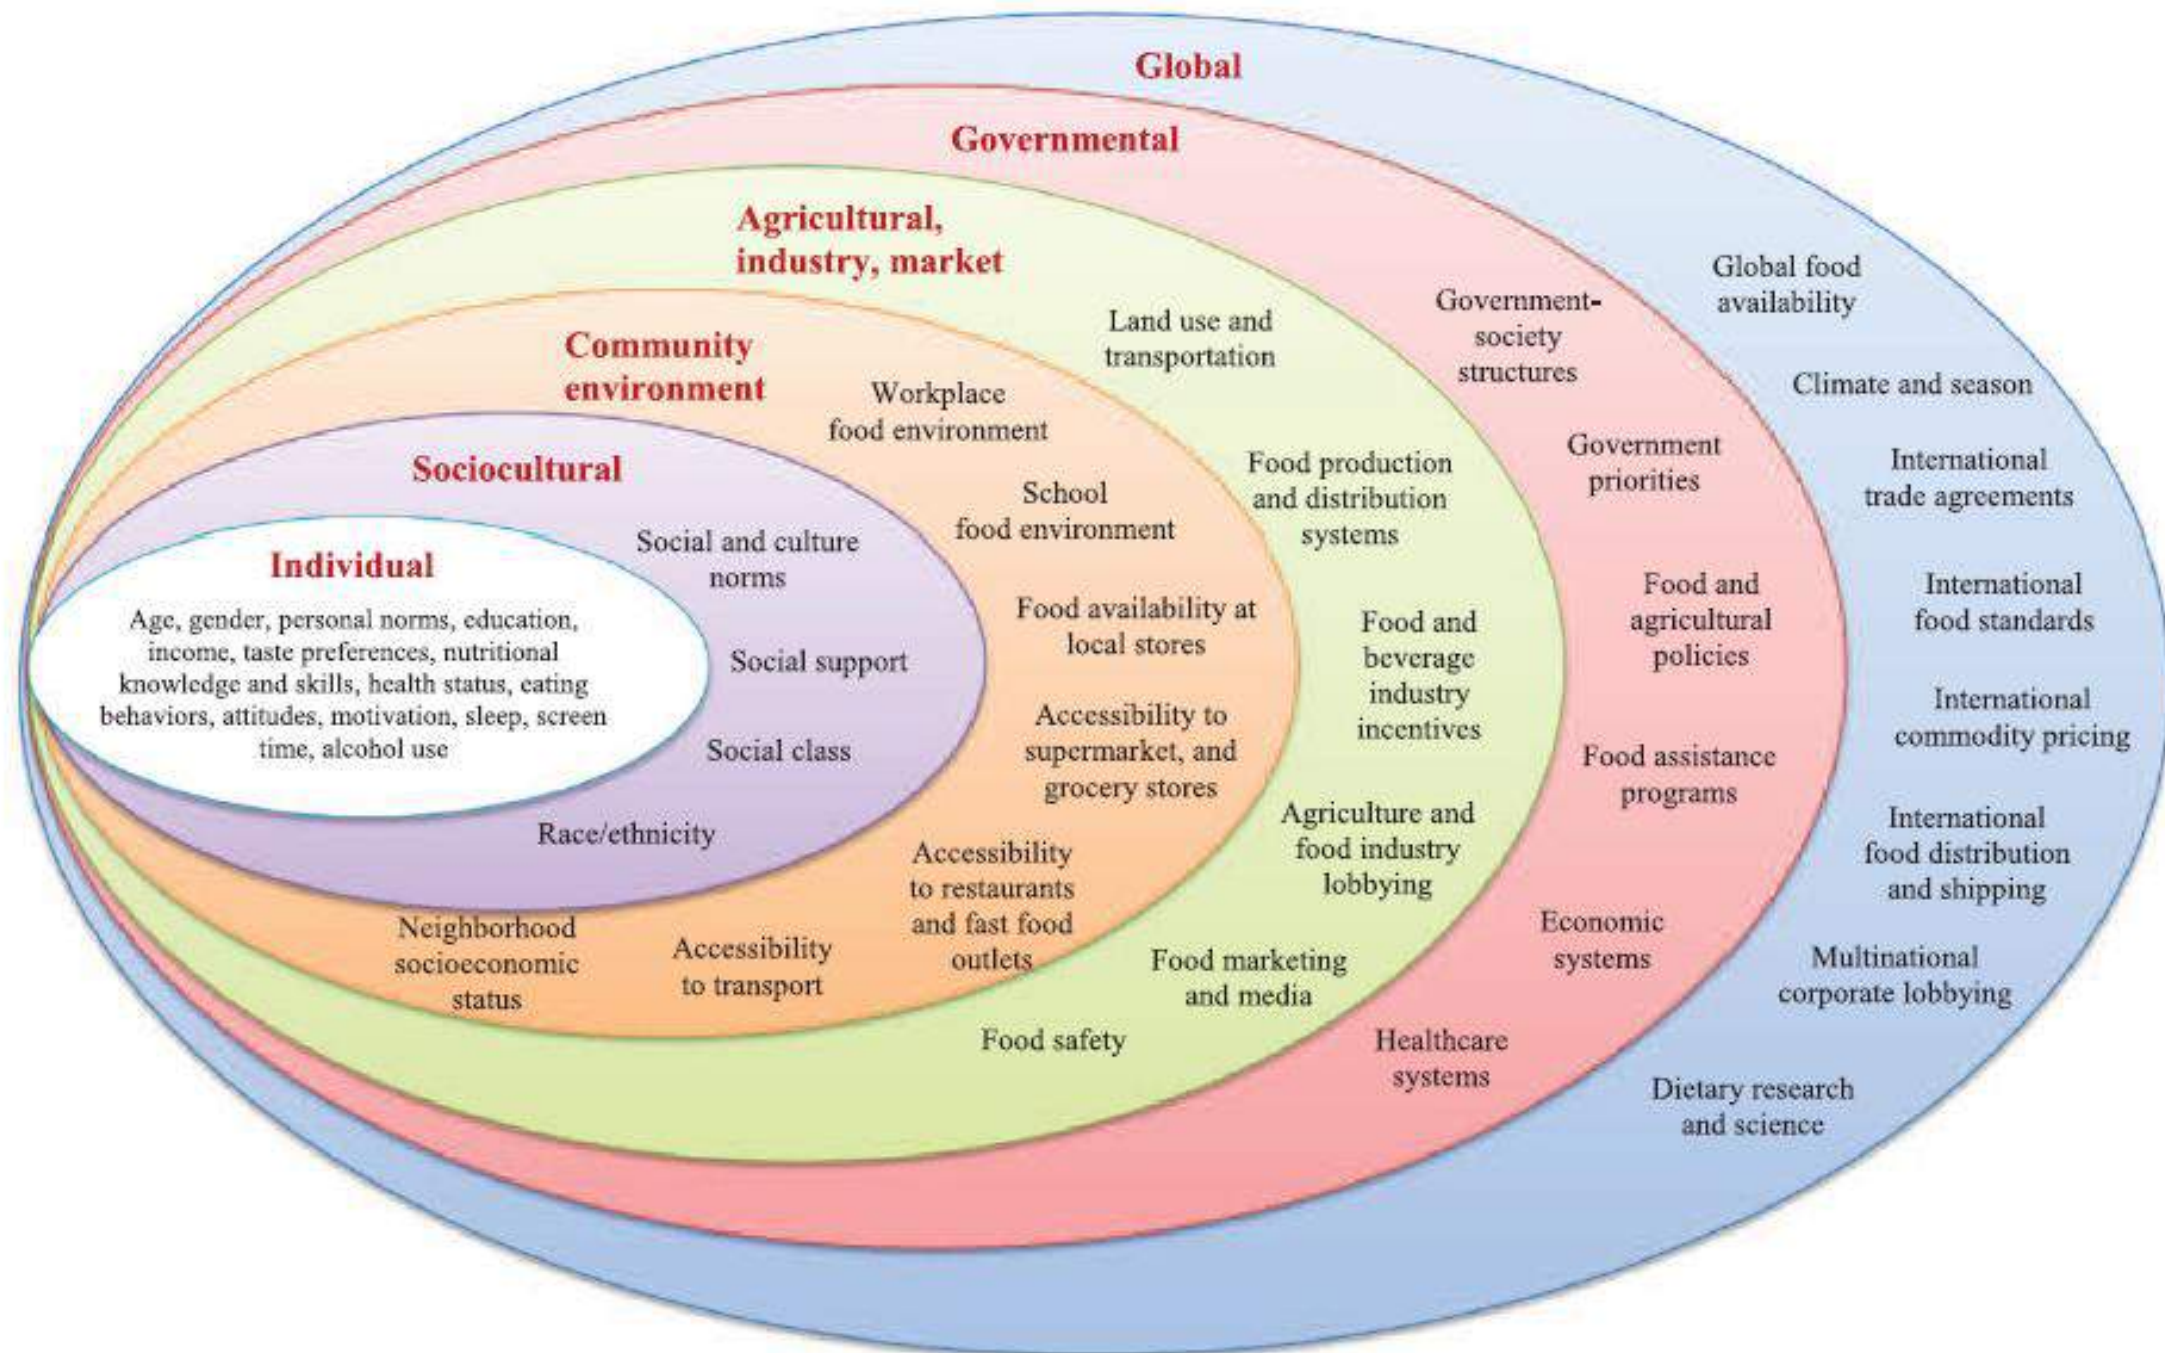 Global
Governmental
Agricultural,
industry, market
Community
environment
Sociocultural
Individual
Age, gender, personal norms, education,
income, taste preferences, nutritional
knowledge and skills, health status, eating
behaviors, attitudes, motivation, sleep, screen
time, alcohol use
Social and culture
norms
Social support
Social class
Race/ethnicity
Workplace
food environment
School
food environment
Food availability at
local stores
Accessibility to
supermarket, and
grocery stores
Accessibility
to restaurants
and fast food
outlets
Accessibility
to transport
Neighborhood
socioeconomic
status
Land use and
transportation
Food production
and distribution
systems
Food and
beverage
industry
incentives
Agriculture and
food industry
lobbying
Food marketing
and media
Food safety
Government-
society
structures
Government
priorities
Food and
agricultural
policies
Food assistance
programs
Economic
systems
Healthcare
systems
Global food
availability
Climate and season
International
trade agreements
International
food standards
International
commodity pricing
International
food distribution
and shipping
Multinational
corporate lobbying
Dietary research
and science